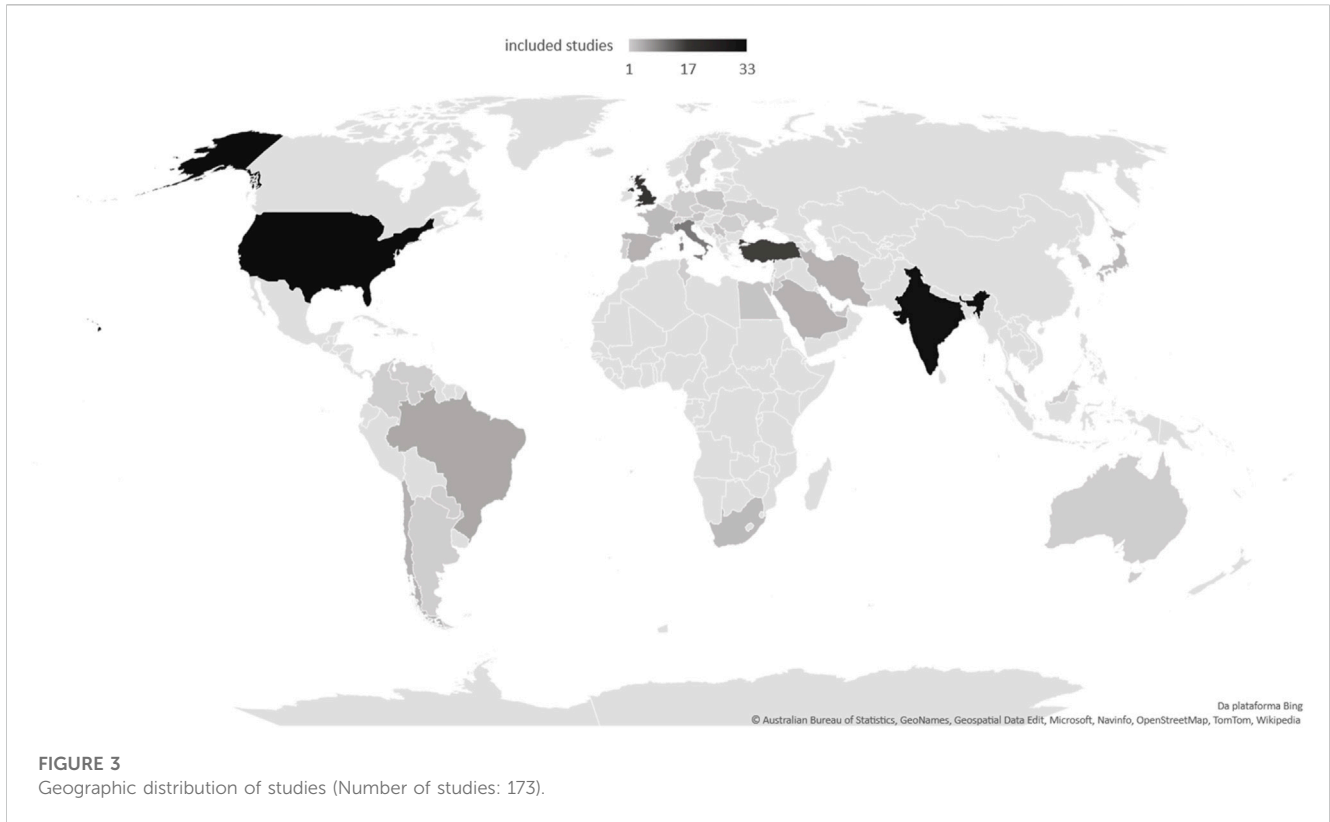 included studies
1 17 33
Da plataforma Bing
© Australian Bureau of Statistics, GeoNames, Geospatial Data Edit, Microsoft, Navinfo, OpenStreetMap, TomTom, Wikipedia
FIGURE 3
Geographic distribution of studies (Number of studies: 173).